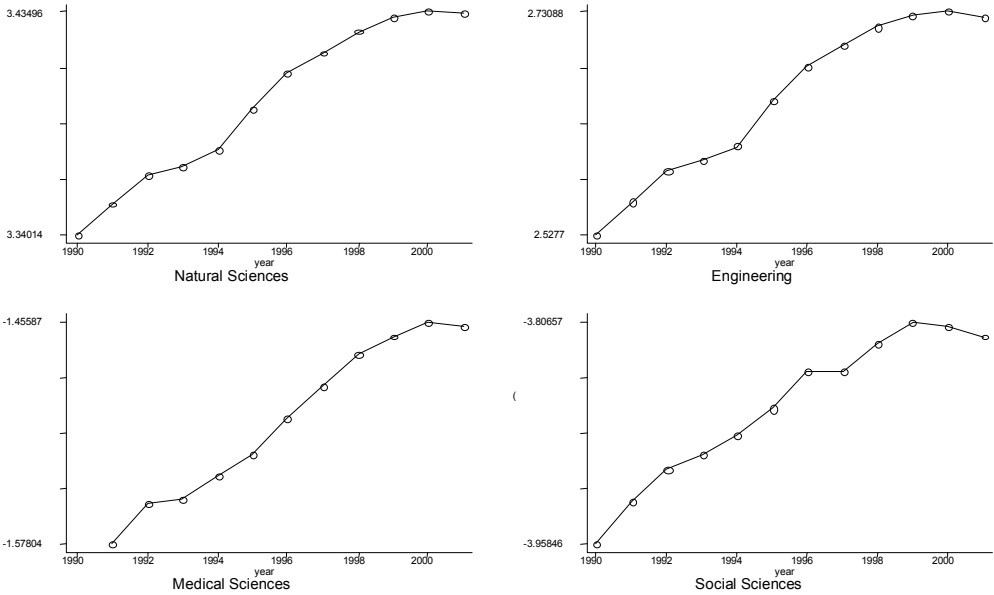 3.43496
3.34014
1990 1992 1994 1996 1998 2000
year
Natural Sciences
2.73088
2.5277
1990 1992 1994 1996 1998 2000
year
Engineering
-1.45587
-1.57804
1990 1992 1994 1996 1998 2000
year
Medical Sciences
(
-3.80657
-3.95846
1990 1992 1994 1996 1998 2000
year
Social Sciences